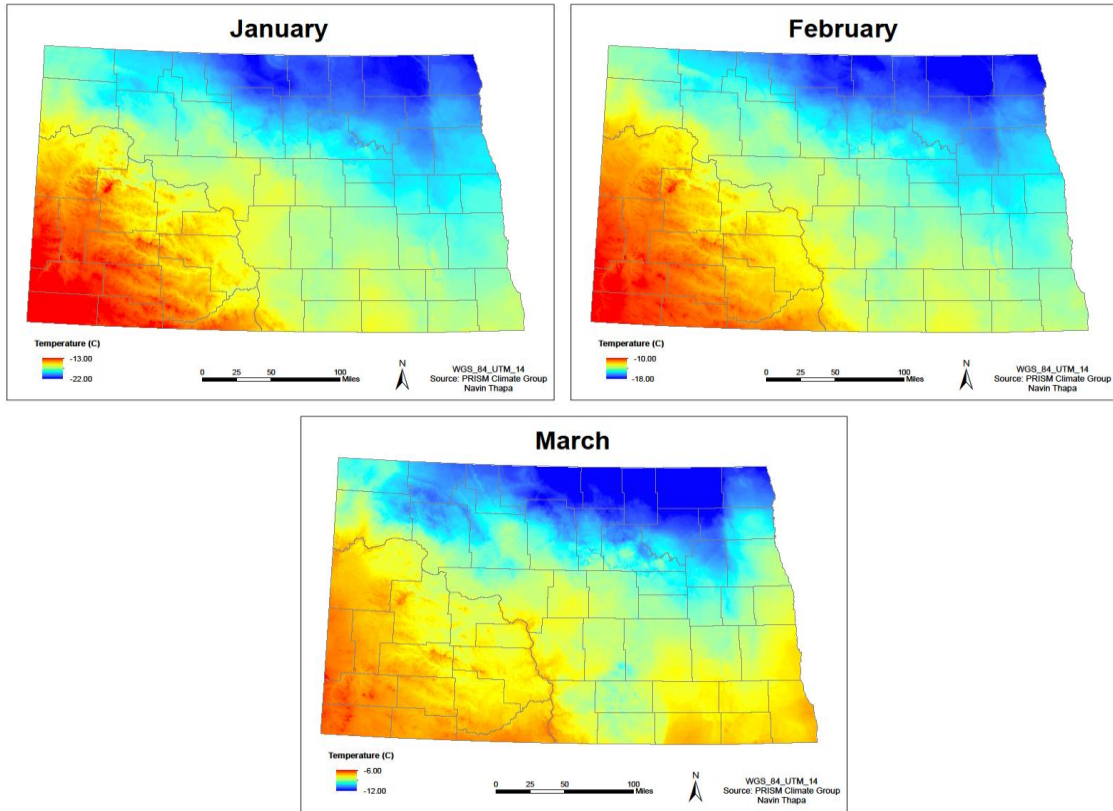 January
Temperature (C)
-13.00
-22.00
0 25 50 100
Miles
N
WGS_84_UTM_14
Source: PRISM Climate Group
Navin Thapa
February
Temperature (C)
-10.00
-18.00
0 25 50 100
Miles
N
WGS_84_UTM_14
Source: PRISM Climate Group
Navin Thapa
March
Temperature (C)
-6.00
-12.00
0 25 50 100
Miles
N
WGS_84_UTM_14
Source: PRISM Climate Group
Navin Thapa